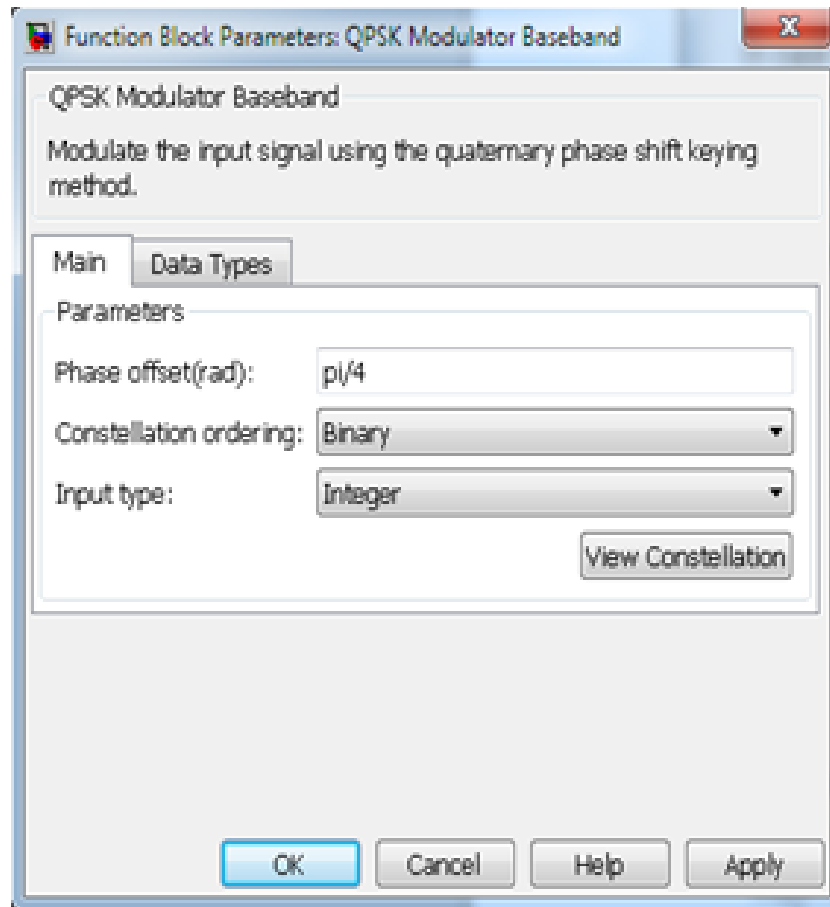 Function Block Parameters: QPSK Modulator Baseband
x
QPSK Modulator Baseband
Modulate the input signal using the quaternary phase shift keying
method.
Main
Data Types
Parameters
Phase offset(rad):
pi/4
Constellation ordering:
Binary
Input type:
Integer
View Constellation
OK
Cancel
Help
Apply